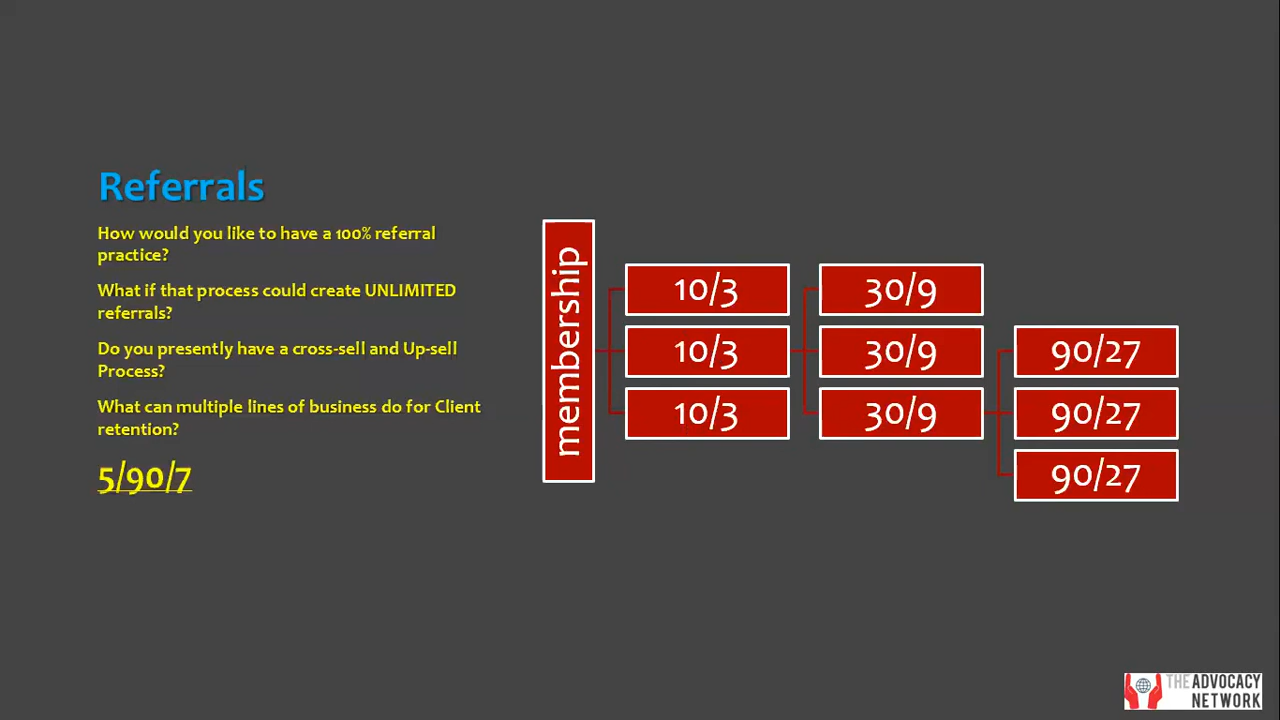 Referrals
How would you like to have a 100% referral
practice?
What if that process could create UNLIMITED
referrals?
Do you presently have a cross-sell and Up-sell
Process?
What can multiple lines of business do for Client
retention?
5/90/7
membership
10/3
10/3
10/3
30/9
30/9
30/9
90/27
90/27
90/27
THE ADVOCACY
NETWORK